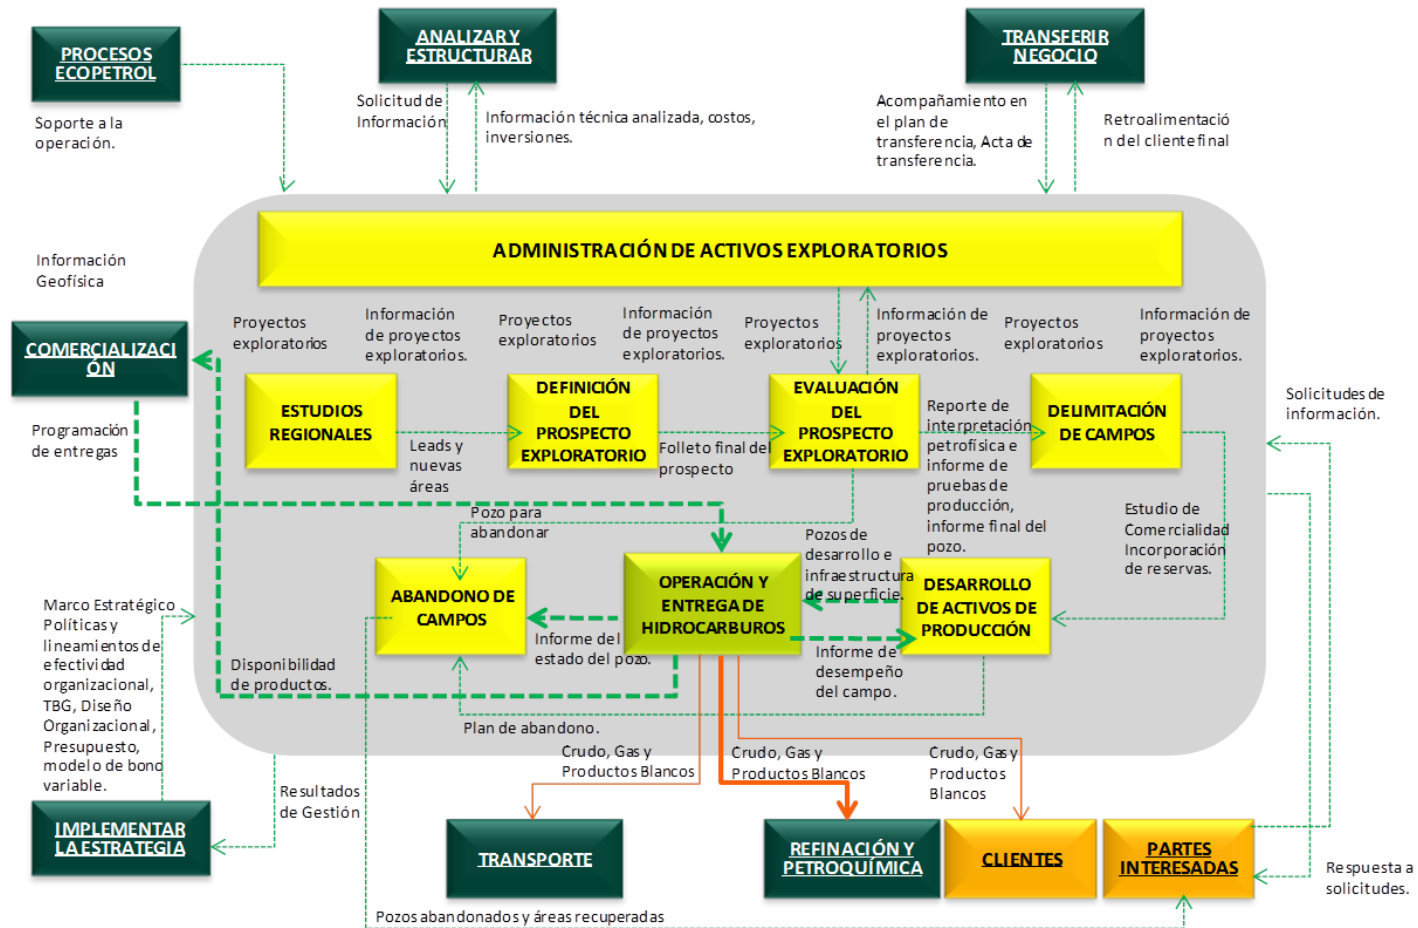 PROCESOS
ECOPETROL
ANALIZAR Y
ESTRUCTURAR
TRANSFERIR
NEGOCIO
Soporte a la
operación.
Solicitud de
Información
Información técnica analizada, costos,
inversiones.
Acompañamiento en
el plan de
transferencia, Acta de
transferencia.
Retroalimentació
n del cliente final
ADMINISTRACIÓN DE ACTIVOS EXPLORATORIOS
Información
Geofísica
COMERCIALIZACI
ÓN
Programación
de entregas
Proyectos
exploratorios
Información
de proyectos
exploratorios.
Proyectos
exploratorios
Información
de proyectos
exploratorios.
Proyectos
exploratorios
Información de
proyectos
exploratorios.
Proyectos
exploratorios
Información de
proyectos
exploratorios.
ESTUDIOS
REGIONALES
Leads y
nuevas
áreas
DEFINICIÓN
DEL
PROSPECTO
EXPLORATORIO
Folleto final del
prospecto
EVALUACIÓN
DEL
PROSPECTO
EXPLORATORIO
Reporte de
interpretación
petrofísica e
informe de
pruebas de
producción,
informe final del
pozo.
DELIMITACIÓN
DE CAMPOS
Solicitudes de
información.
Estudio de
Comercialidad
Incorporación
de reservas.
Pozo para
abandonar
ABANDONO DE
CAMPOS
Informe del
estado del pozo.
OPERACIÓN Y
ENTREGA DE
HIDROCARBUROS
Pozos de
desarrollo e
infraestructura
de superficie.
Informe de
desempeño
del campo.
DESARROLLO
DE ACTIVOS DE
PRODUCCIÓN
Marco Estratégico
Políticas y
lineamientos de
efectividad
organizacional,
TBG, Diseño
Organizacional,
Presupuesto,
modelo de bono
variable.
Disponibilidad
de productos.
Plan de abandono.
Crudo, Gas y
Productos Blancos
Crudo, Gas y
Productos Blancos
Crudo, Gas y
Productos
Blancos
Resultados
de Gestión
IMPLEMENTAR
LA ESTRATEGIA
TRANSPORTE
REFINACIÓN Y
PETROQUÍMICA
CLIENTES
PARTES
INTERESADAS
Respuesta a
solicitudes.
Pozos abandonados y áreas recuperadas